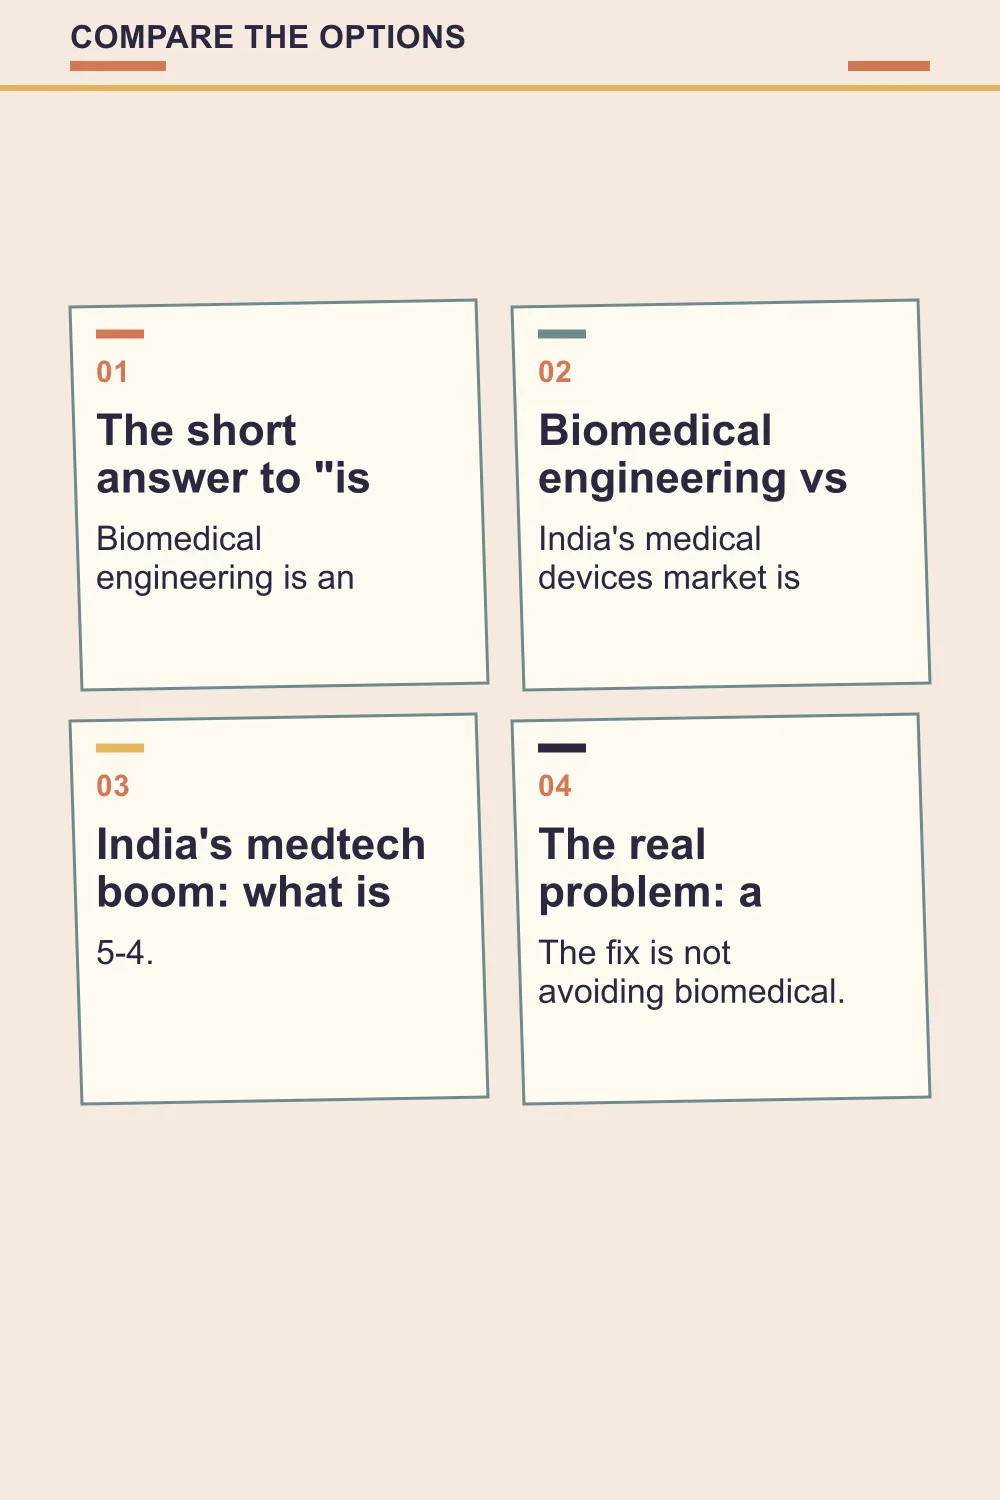 COMPARE THE OPTIONS
01
The short
answer to "is
Biomedical
engineering is an
02
Biomedical
engineering vs
India's medical
devices market is
03
India's medtech
boom: what is
5-4.
04
The real
problem: a
The fix is not
avoiding biomedical.